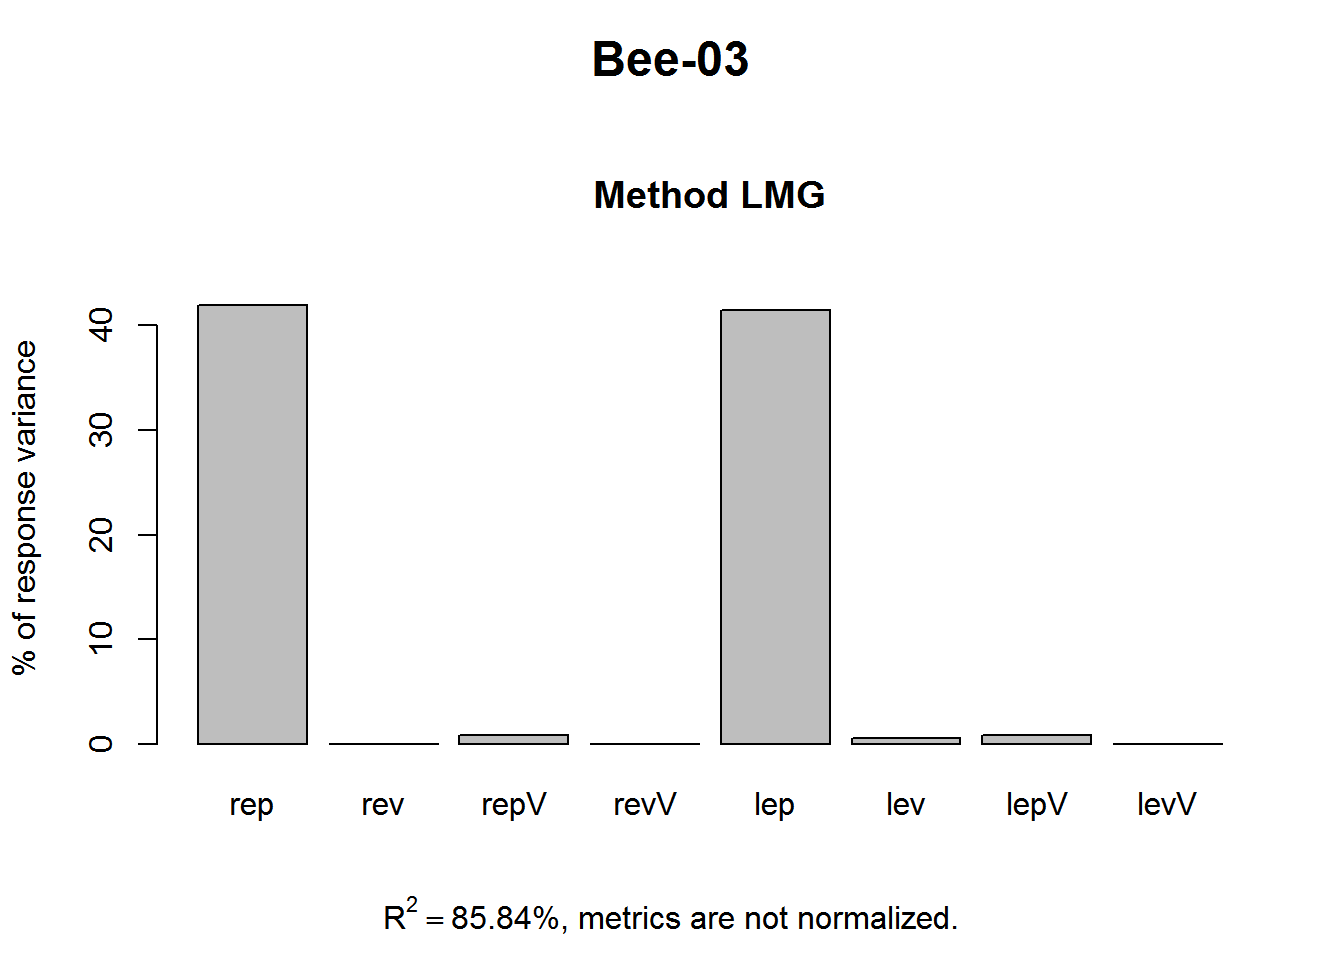 Bee-03
Method LMG
% of response variance
40
30
20
10
0
rep rev repV revV lep lev lepV levV
R² = 85.84%, metrics are not normalized.